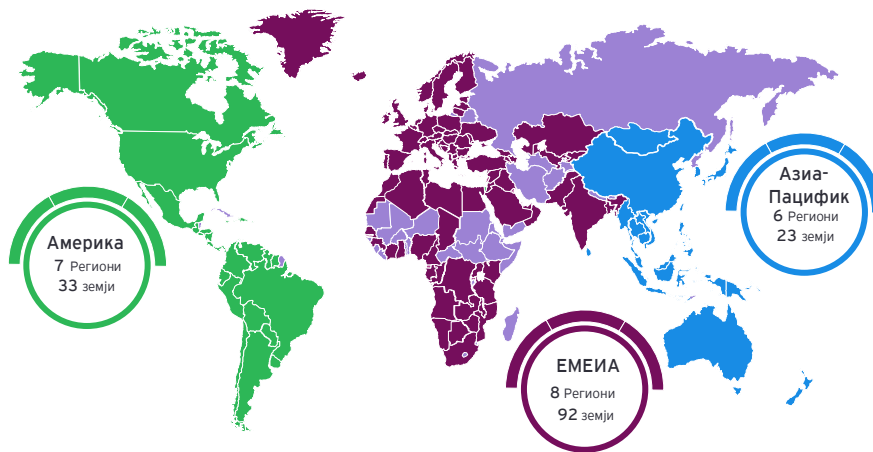 Америка
7 Региони
33 земји
Азиа-
Пацифик
6 Региони
23 земји
ЕМЕИА
8 Региони
92 земји